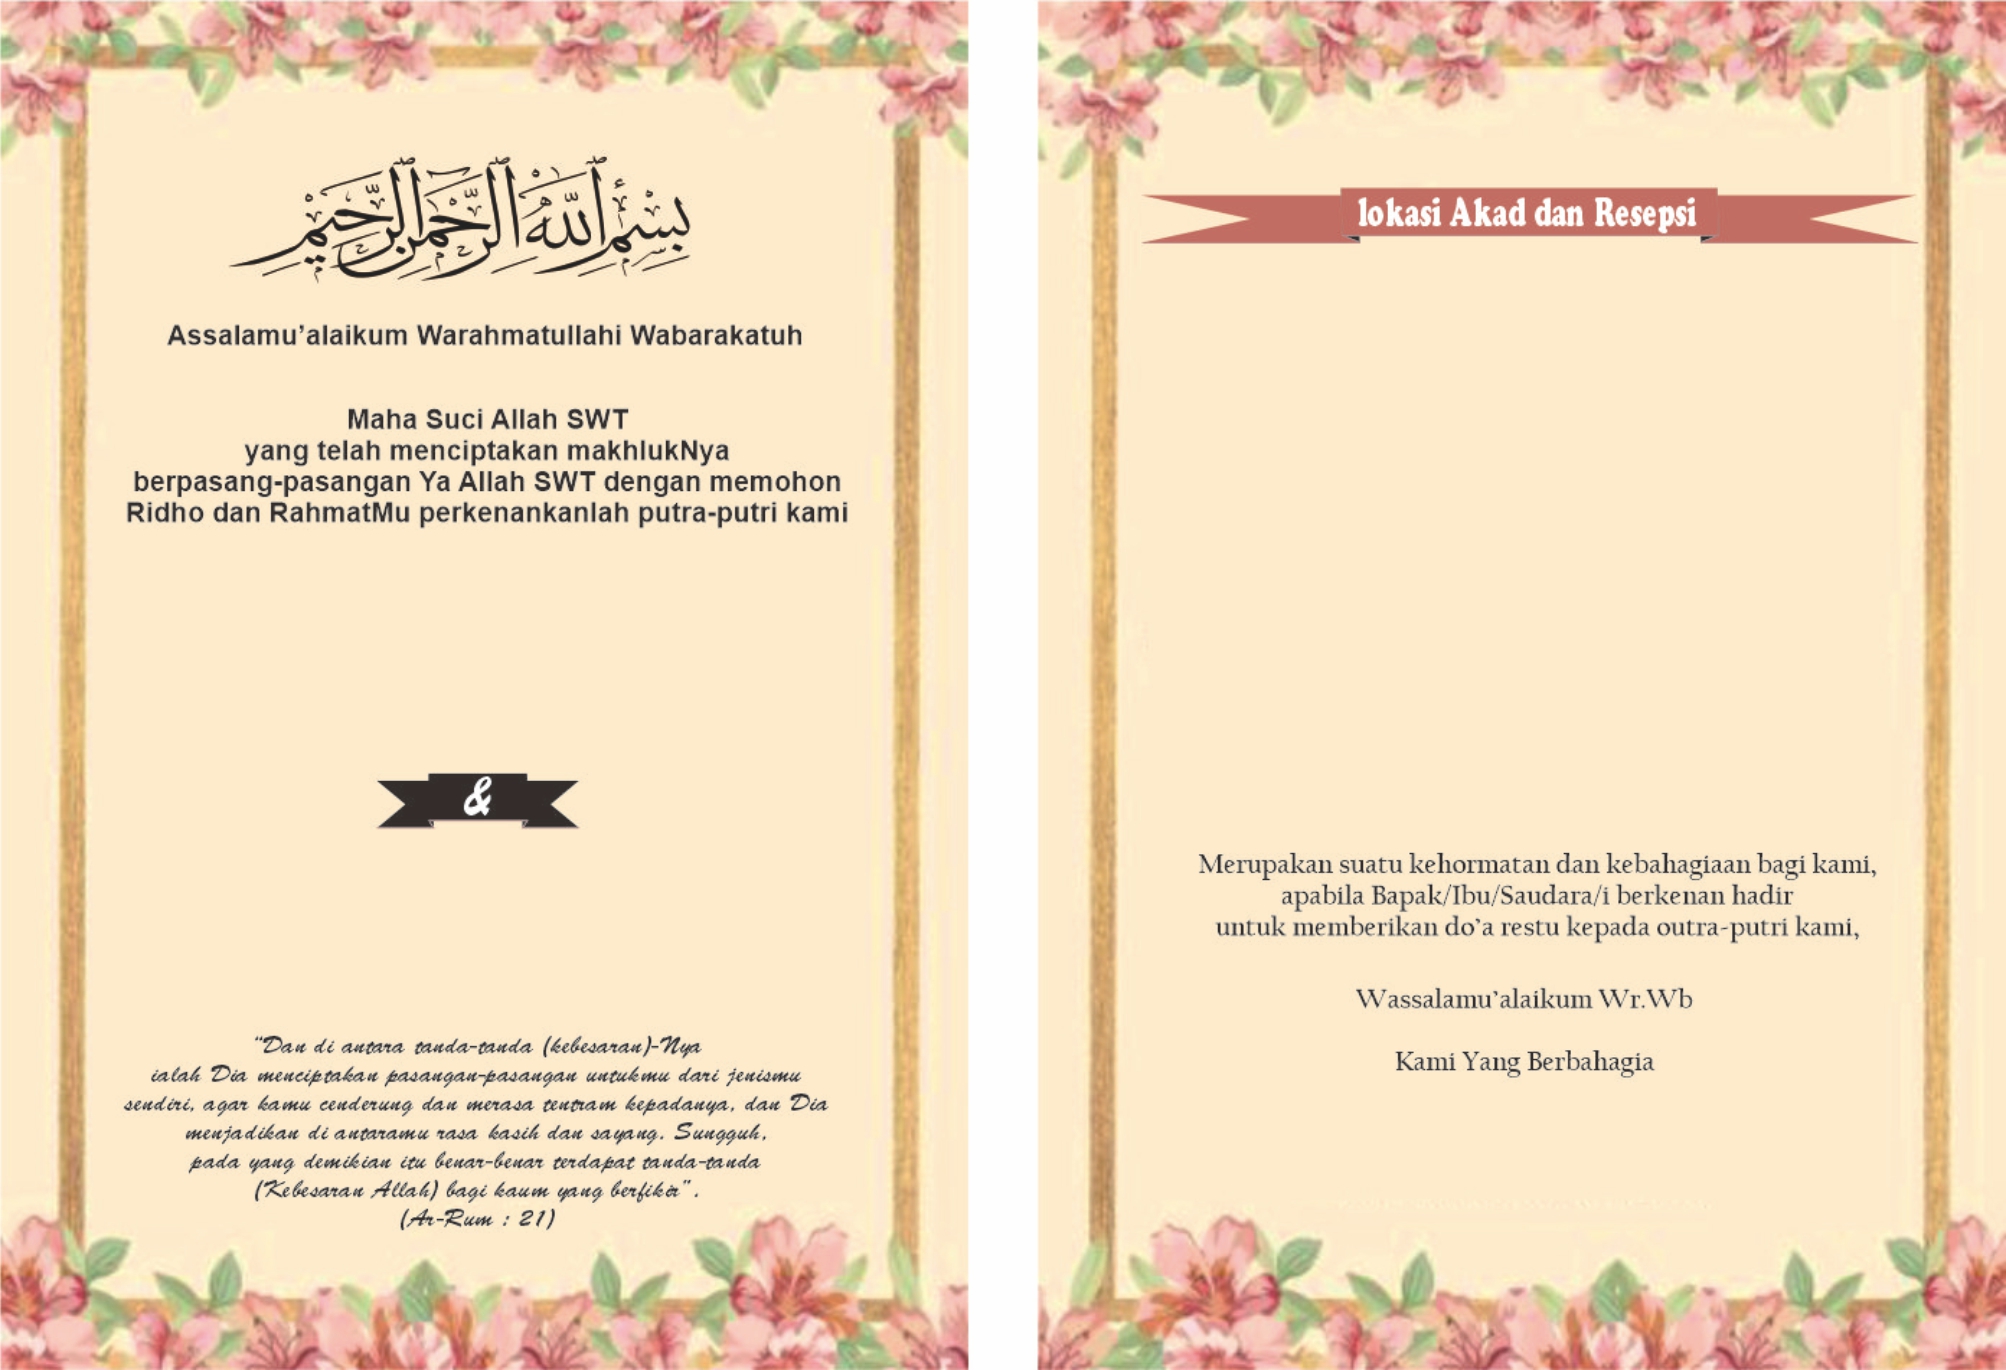 بِسْمِ ٱللَّهِ ٱلرَّحْمَٰنِ ٱلرَّحِيمِ
Assalamu’alaikum Warahmatullahi Wabarakatuh
Maha Suci Allah SWT
yang telah menciptakan makhlukNya
berpasang-pasangan Ya Allah SWT dengan memohon
Ridho dan RahmatMu perkenankanlah putra-putri kami
&
“Dan di antara tanda-tanda (kebesaran)-Nya
ialah Dia menciptakan pasangan-pasangan untukmu dari jenismu
sendiri, agar kamu cenderung dan merasa tentram kepadanya, dan Dia
menjadikan di antaramu rasa kasih dan sayang. Sungguh,
pada yang demikian itu benar-benar terdapat tanda-tanda
(Kebesaran Allah) bagi kaum yang berfikir”.
(Ar-Rum : 21)
lokasi Akad dan Resepsi
Merupakan suatu kehormatan dan kebahagiaan bagi kami,
apabila Bapak/Ibu/Saudara/i berkenan hadir
untuk memberikan do’a restu kepada outra-putri kami,
Wassalamu’alaikum Wr.Wb
Kami Yang Berbahagia